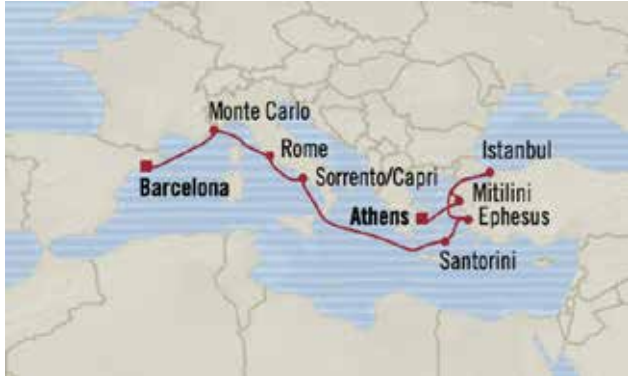 Monte Carlo
Istanbul
Rome
Sorrento/Capri
Barcelona
Mitilini
Athens
Ephesus
Santorini